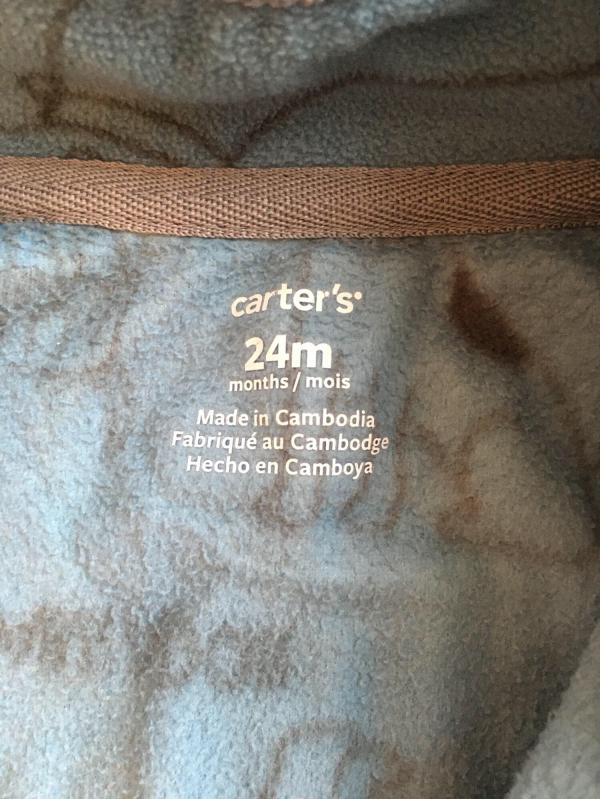 carter's
24m
months / mois
Made in Cambodia
Fabriqué au Cambodge
Hecho en Camboya